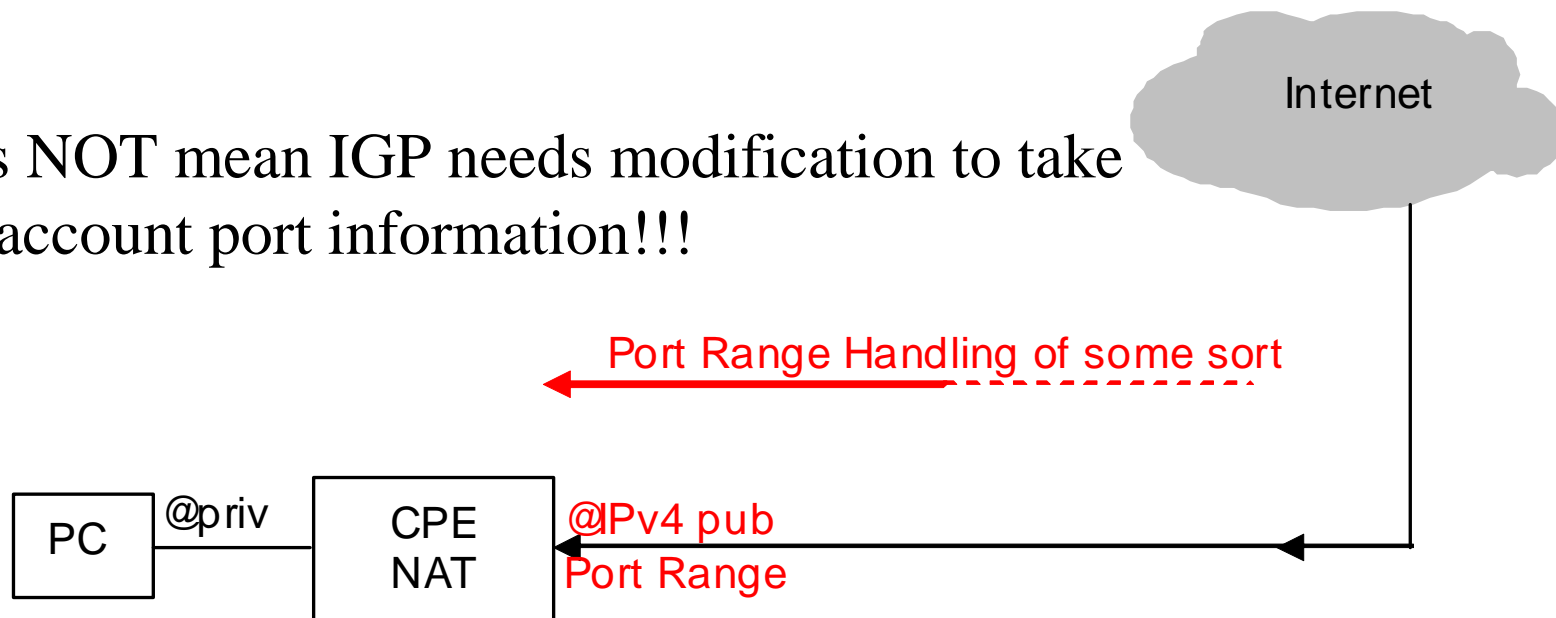 Internet
s NOT mean IGP needs modification to take
account port information!!!
Port Range Handling of some sort
PC
@priv
CPE
NAT
@IPv4 pub
Port Range